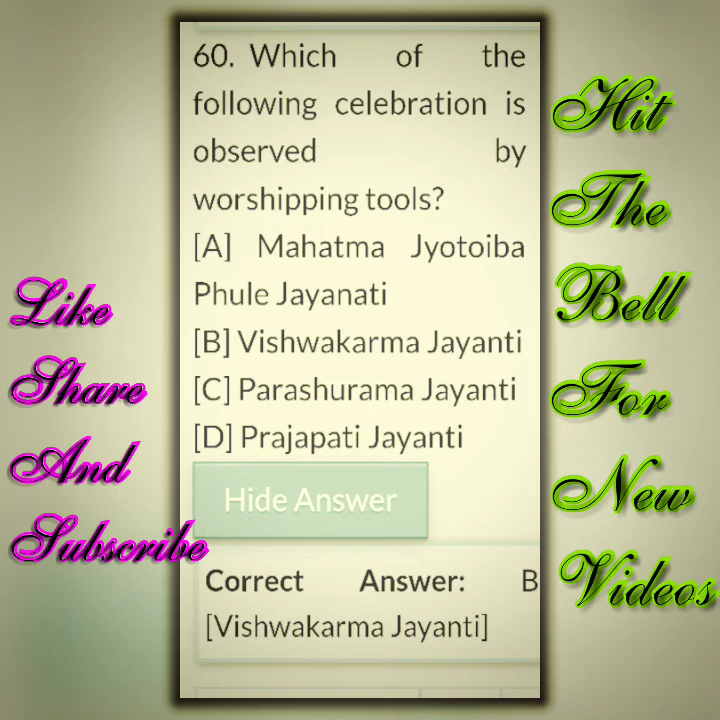 60. Which of the
following celebration is
observed by
worshipping tools?
[A] Mahatma Jyotoiba
Phule Jayanati
[B] Vishwakarma Jayanti
[C] Parashurama Jayanti
[D] Prajapati Jayanti
Hide Answer
Correct Answer: B
[Vishwakarma Jayanti]
Like
Share
And
Subscribe
Hit
The
Bell
For
New
Videos